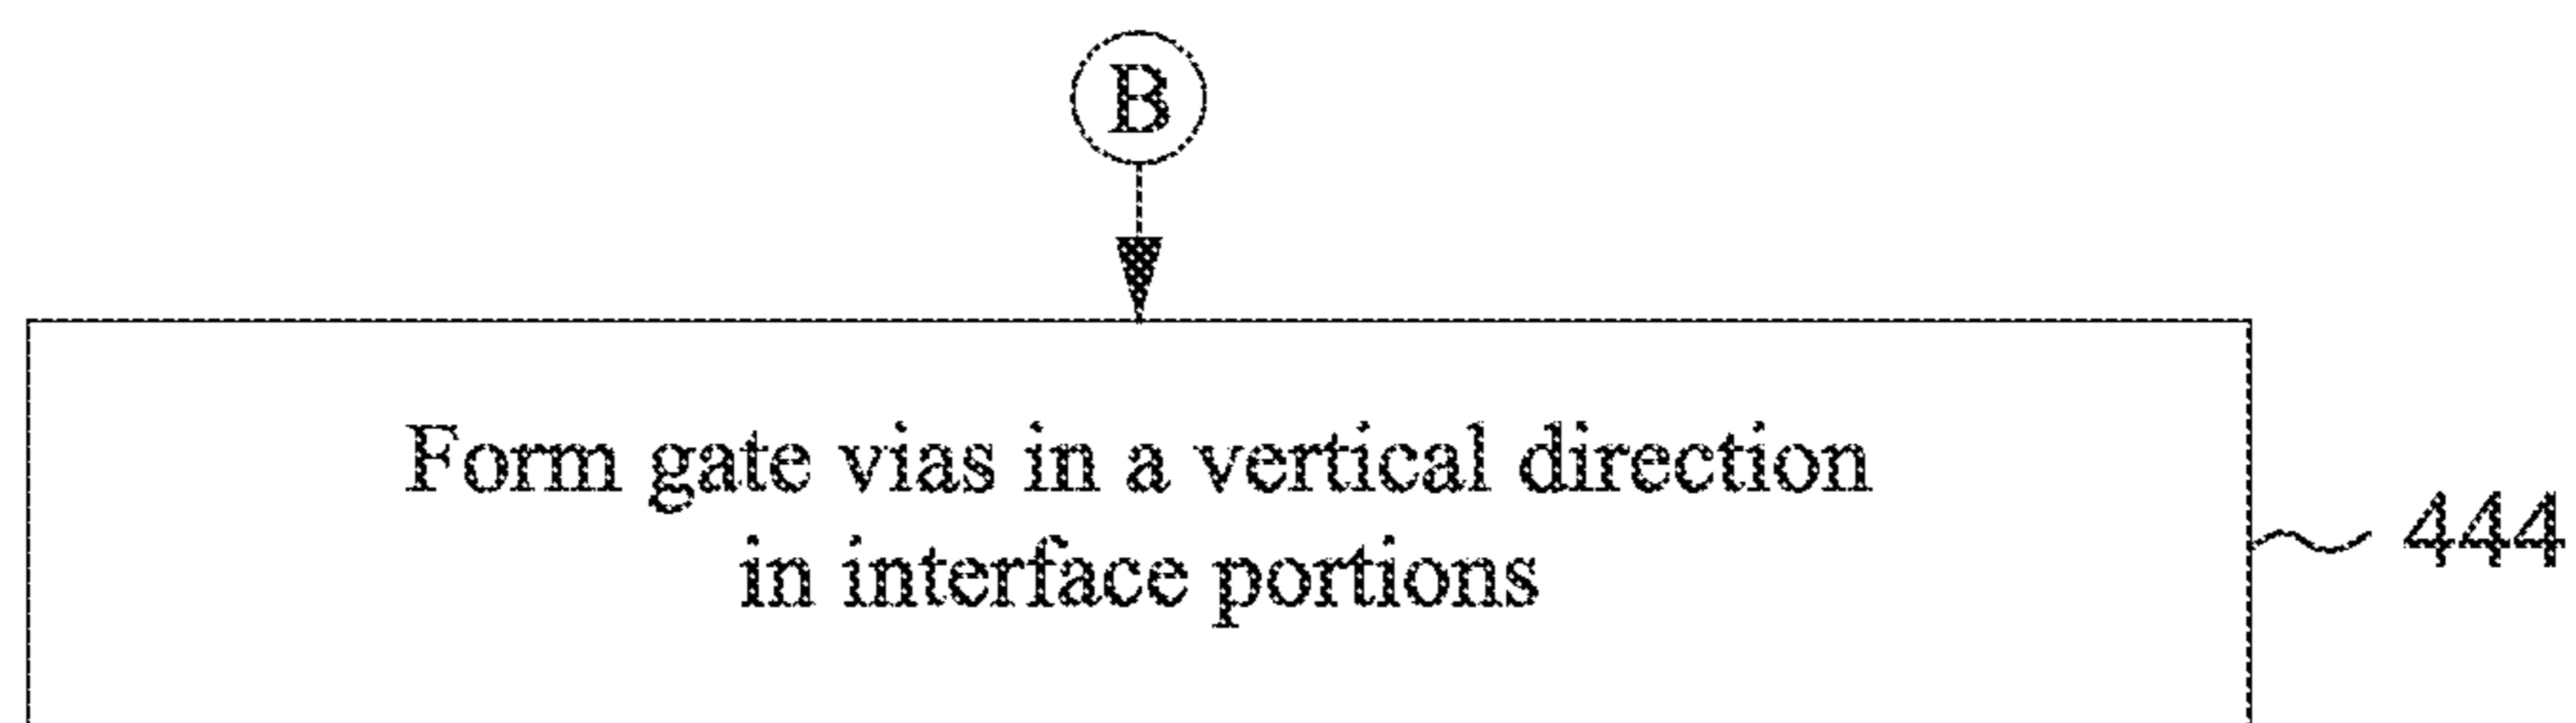 B
Form gate vias in a vertical direction
in interface portions
444